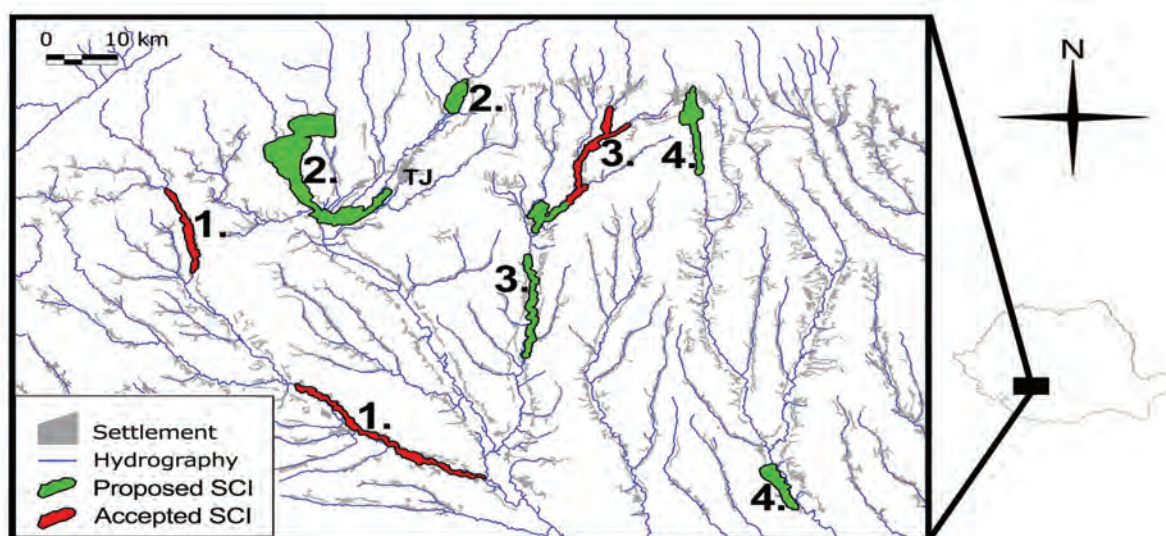 0 10 km
N
2.
2.
TJ
3.
4.
1.
3.
1.
4.
Settlement
Hydrography
Proposed SCI
Accepted SCI